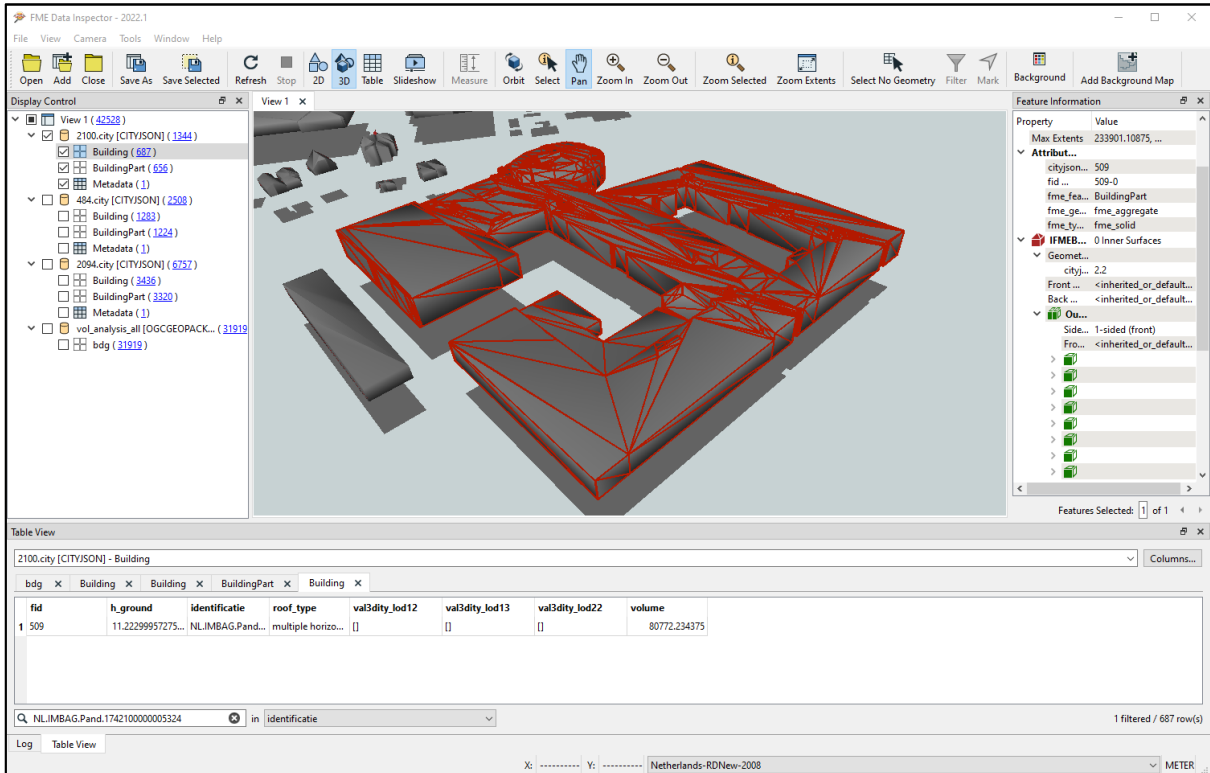 FME Data Inspector - 2022.1
File View Camera Tools Window Help
Open Add Close Save As Save Selected Refresh Stop 2D 3D Table Slideshow Measure Orbit Select Pan Zoom In Zoom Out Zoom Selected Zoom Extents Select No Geometry Filter Mark Background Add Background Map
Display Control
View 1 (42528)
2100.city [CITYJSON] (1344)
Building (687)
BuildingPart (656)
Metadata (1)
484.city [CITYJSON] (2508)
Building (1283)
BuildingPart (1224)
Metadata (1)
2094.city [CITYJSON] (6757)
Building (3436)
BuildingPart (3320)
Metadata (1)
vol_analysis_all [OGCGEOPACK... (31919
bdg (31919)
View 1
Feature Information
Property Value
Max Extents 233901.10875, ...
Attribut...
cityjson... 509
fid ... 509-0
fme_fea... BuildingPart
fme_ge... fme_aggregate
fme_ty... fme_solid
IFMEB... 0 Inner Surfaces
Geomet...
cityj... 2.2
Front ... <inherited_or_default...
Back ... <inherited_or_default...
Ou...
Side... 1-sided (front)
Fro... <inherited_or_default...
Features Selected: 1 of 1
Table View
2100.city [CITYJSON] - Building
Columns...
bdg Building Building BuildingPart Building
fid h_ground identificatie roof_type val3dity_lod12 val3dity_lod13 val3dity_lod22 volume
1 509 11.22299957275... NL.IMBAG.Pand... multiple horizo... [] [] [] 80772.234375
NL.IMBAG.Pand.1742100000005324 in identificatie 1 filtered / 687 row(s)
Log Table View
X: ---------- Y: ---------- Netherlands-RDNew-2008 METER